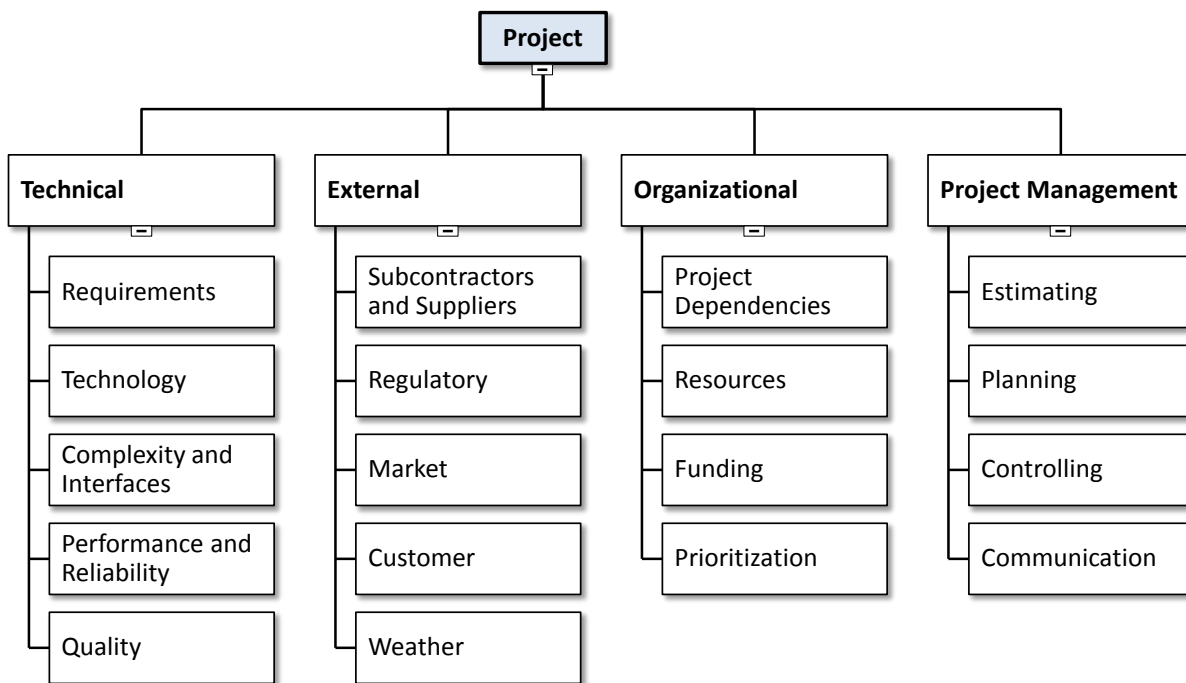 Project
Technical
Requirements
Technology
Complexity and
Interfaces
Performance and
Reliability
Quality
External
Subcontractors
and Suppliers
Regulatory
Market
Customer
Weather
Organizational
Project
Dependencies
Resources
Funding
Prioritization
Project Management
Estimating
Planning
Controlling
Communication